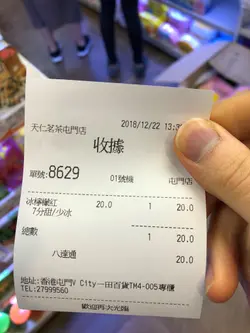 天仁茗茶屯門店 2018/12/22 13:3
收據
單號:8629 01號機 屯門店
冰檸檬紅 20.0 1 20.0
7分甜/少冰
總數 1 20.0
八達通 20.0
地址:香港屯門V City一田百貨TM4-005專櫃
TEL:27999560
歡迎再次光臨